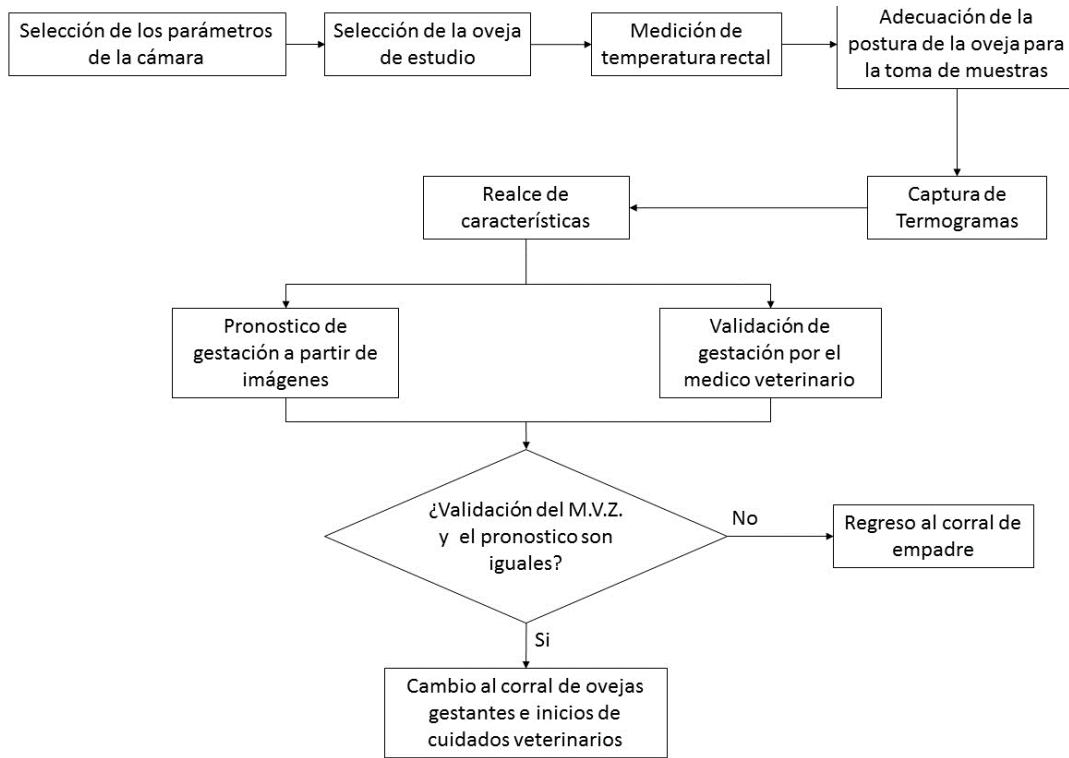 Selección de los parámetros
de la cámara
Selección de la oveja
de estudio
Medición de
temperatura rectal
Adecuación de la
postura de la oveja para
la toma de muestras
Realce de
características
Captura de
Termogramas
Pronostico de
gestación a partir de
imágenes
Validación de
gestación por el
medico veterinario
¿Validación del M.V.Z.
y el pronostico son
iguales?
No
Regreso al corral de
empadre
Si
Cambio al corral de ovejas
gestantes e inicios de
cuidados veterinarios